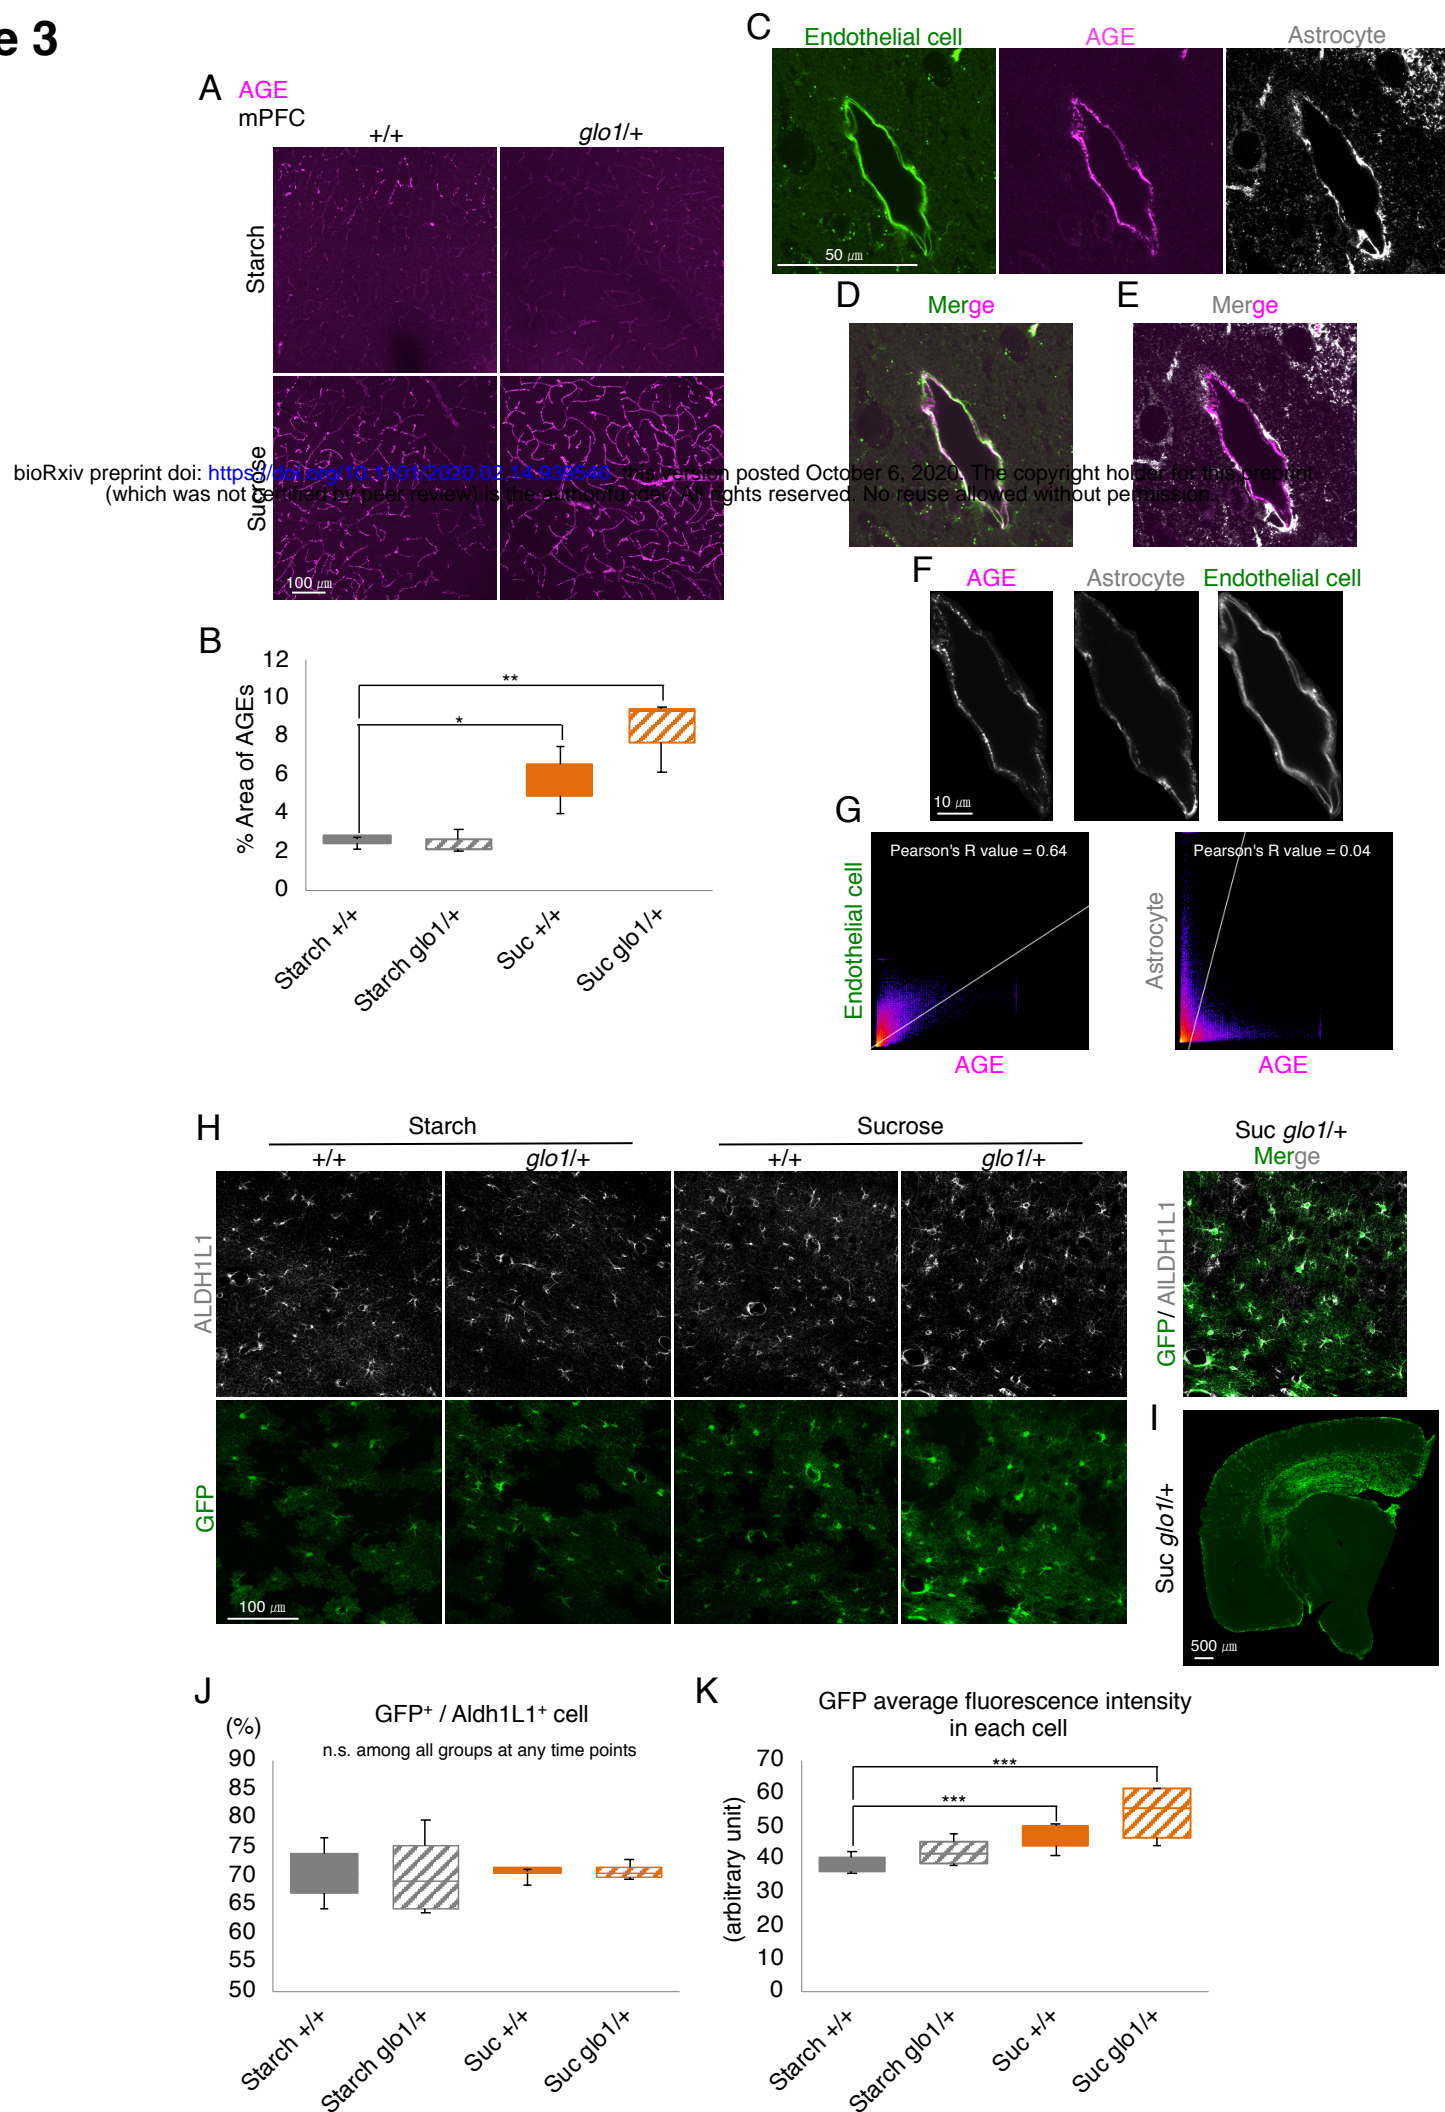 e 3
A
AGE
mPFC
+/+
glo1/+
Starch
Sucrose
100 µm
C
Endothelial cell
AGE
Astrocyte
50 µm
D
Merge
E
Merge
bioRxiv preprint doi: https://doi.org/10.1101/2020.02.14.939546; this version posted October 6, 2020. The copyright holder for this preprint
(which was not certified by peer review) is the author/funder. All rights reserved. No reuse allowed without permission.
F
AGE
Astrocyte
Endothelial cell
10 µm
B
% Area of AGEs
12
10
8
6
4
2
0
*
**
Starch +/+
Starch glo1/+
Suc +/+
Suc glo1/+
G
Pearson's R value = 0.64
Endothelial cell
AGE
Pearson's R value = 0.04
Astrocyte
AGE
H
Starch
Sucrose
+/+
glo1/+
+/+
glo1/+
ALDH1L1
GFP
100 µm
Suc glo1/+
Merge
GFP/ AILDH1L1
I
Suc glo1/+
500 µm
J
GFP+ / Aldh1L1+ cell
(%)
n.s. among all groups at any time points
90
85
80
75
70
65
60
55
50
Starch +/+
Starch glo1/+
Suc +/+
Suc glo1/+
K
GFP average fluorescence intensity
in each cell
(arbitrary unit)
70
60
50
40
30
20
10
0
***
***
Starch +/+
Starch glo1/+
Suc +/+
Suc glo1/+